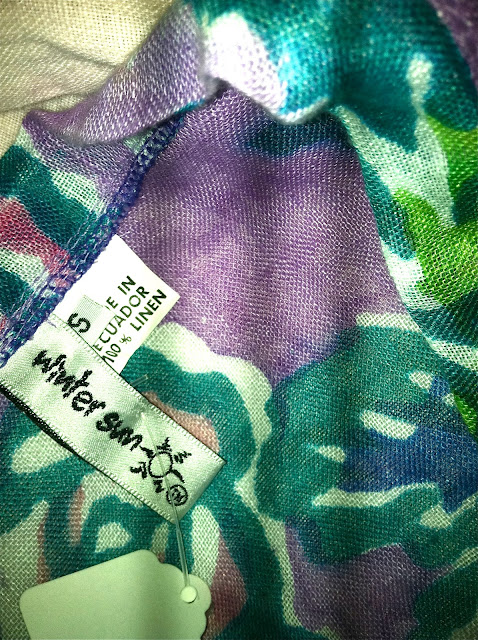 S
E IN
ECUADOR
100% LINEN
winter sun